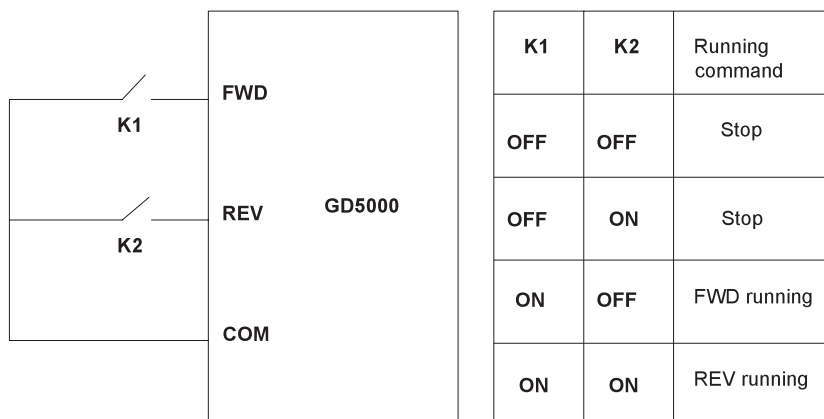 FWD
K1
REV
GD5000
K2
COM
K1 K2 Running
command
OFF OFF Stop
OFF ON Stop
ON OFF FWD running
ON ON REV running